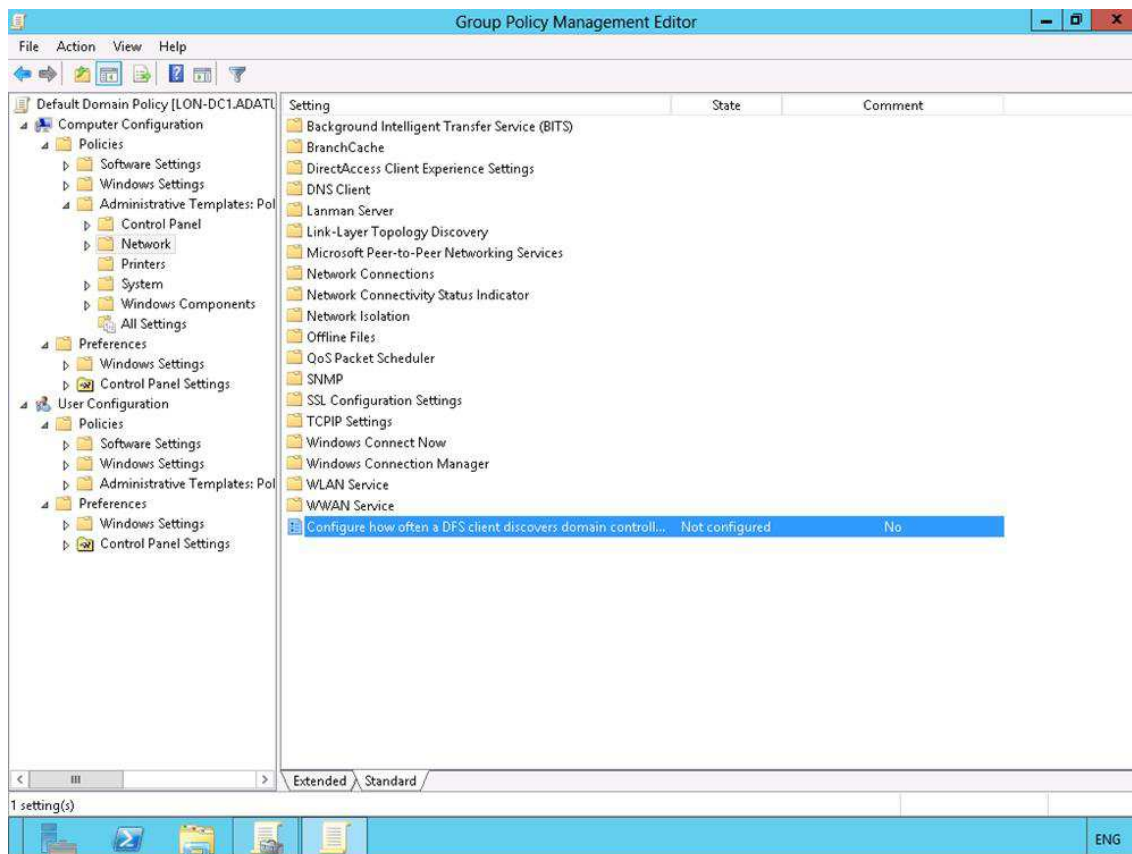 Group Policy Management Editor
File Action View Help
Default Domain Policy [LON-DC1.ADATU
Computer Configuration
Policies
Software Settings
Windows Settings
Administrative Templates: Pol
Control Panel
Network
Printers
System
Windows Components
All Settings
Preferences
Windows Settings
Control Panel Settings
User Configuration
Policies
Software Settings
Windows Settings
Administrative Templates: Pol
Preferences
Windows Settings
Control Panel Settings
Setting State Comment
Background Intelligent Transfer Service (BITS)
BranchCache
DirectAccess Client Experience Settings
DNS Client
Lanman Server
Link-Layer Topology Discovery
Microsoft Peer-to-Peer Networking Services
Network Connections
Network Connectivity Status Indicator
Network Isolation
Offline Files
QoS Packet Scheduler
SNMP
SSL Configuration Settings
TCPIP Settings
Windows Connect Now
Windows Connection Manager
WLAN Service
WWAN Service
Configure how often a DFS client discovers domain controll... Not configured No
Extended Standard
1 setting(s)
ENG